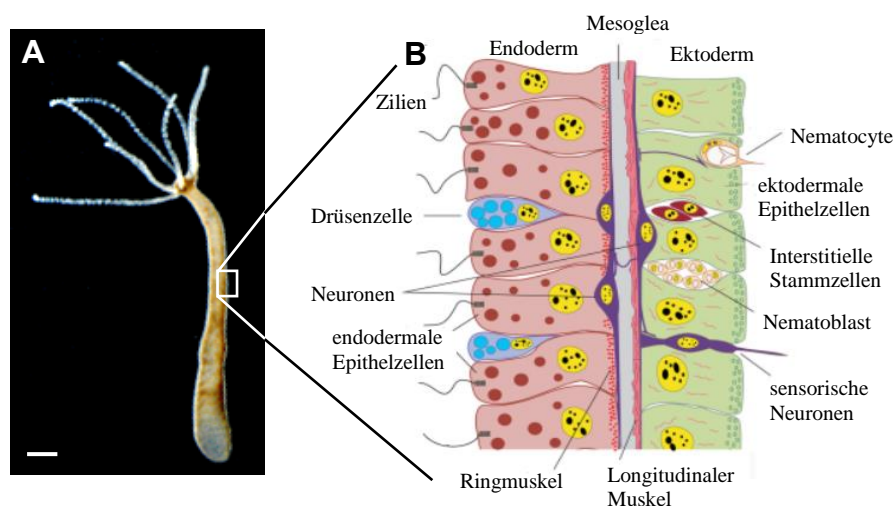 A
B
Mesoglea
Endoderm
Ektoderm
Zilien
Nematocyte
ektodermale
Epithelzellen
Drüsenzelle
Interstitielle
Stammzellen
Neuronen
Nematoblast
endodermale
Epithelzellen
sensorische
Neuronen
Ringmuskel
Longitudinaler
Muskel